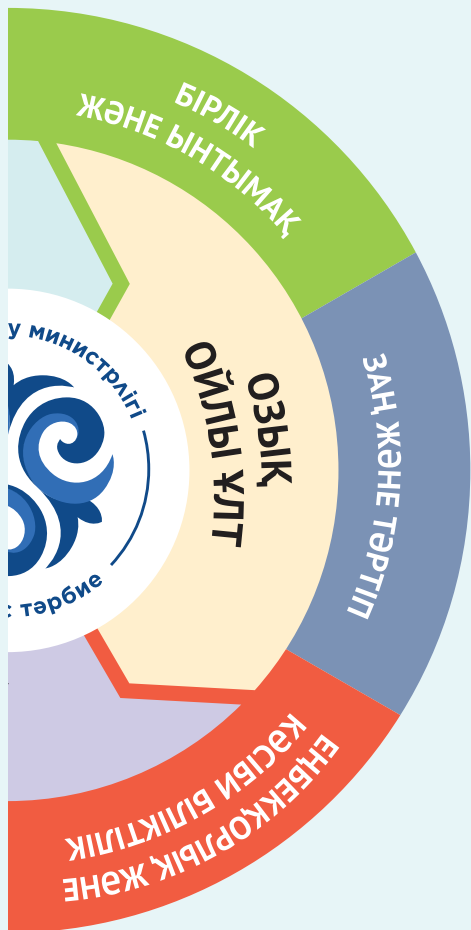 БІРЛІК
ЖӘНЕ ЫНТЫМАҚ
ЗАҢ ЖӘНЕ ТӘРТІП
ЕҢБЕКҚОРЛЫҚ ЖӘНЕ
КӘСІБИ БІЛІКТІЛІК
ОЗЫҚ
ОЙЛЫ ҰЛТ
у министрлігі
тәрбие